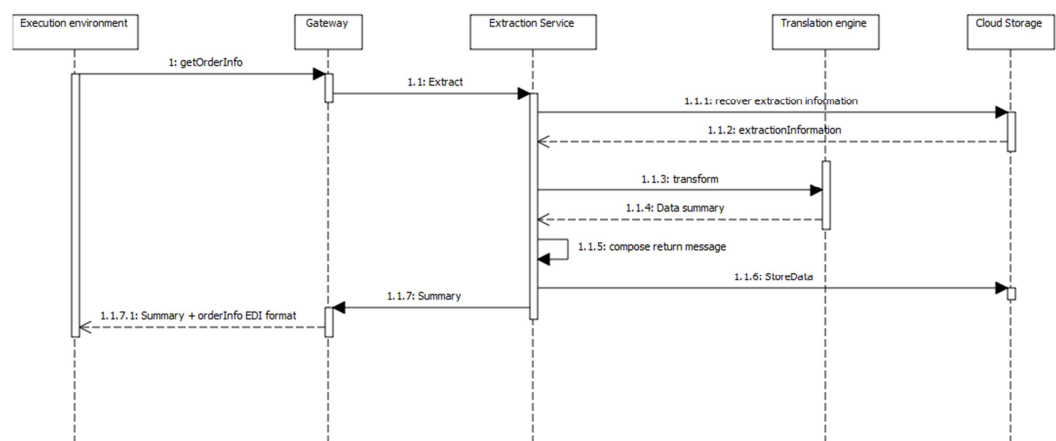 Execution environment
Gateway
Extraction Service
Translation engine
Cloud Storage
1: getOrderInfo
1.1: Extract
1.1.1: recover extraction information
1.1.2: extractionInformation
1.1.3: transform
1.1.4: Data summary
1.1.5: compose return message
1.1.6: StoreData
1.1.7: Summary
1.1.7.1: Summary + orderInfo EDI format